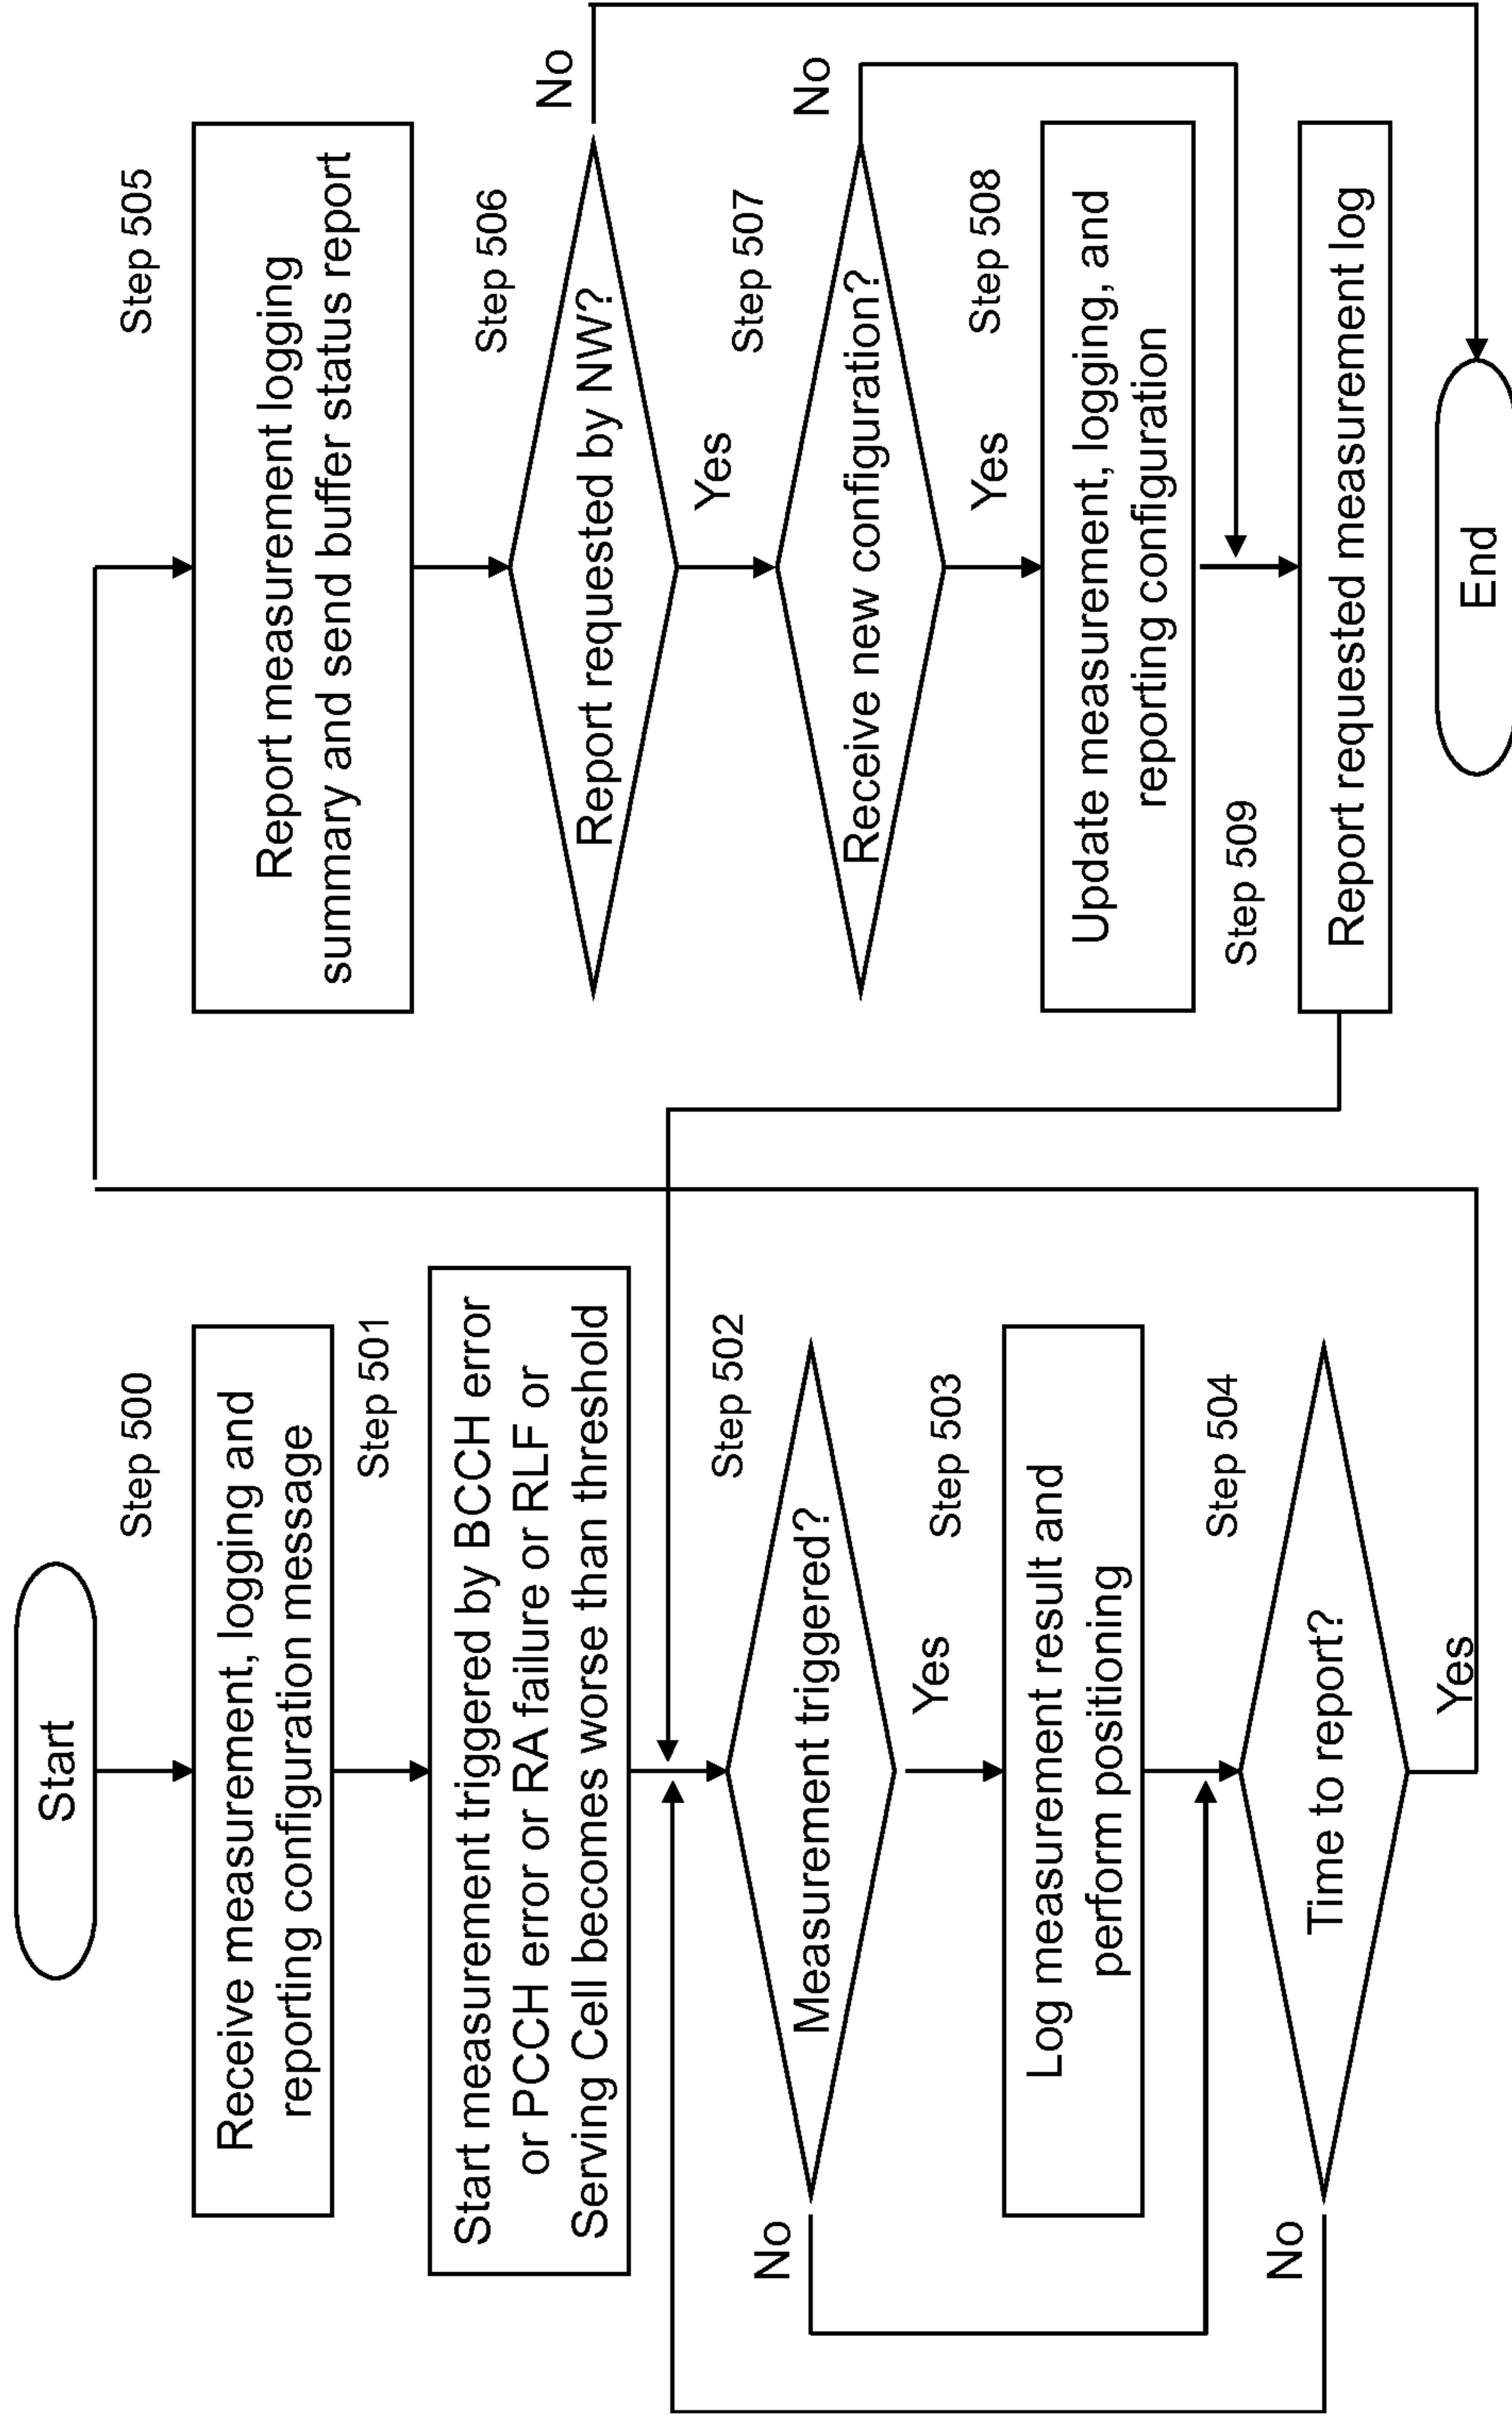 Start
Step 500
Receive measurement, logging and
reporting configuration message
Step 501
Start measurement triggered by BCCH error
or PCCH error or RA failure or RLF or
Serving Cell becomes worse than threshold
Step 502
Measurement triggered?
No
Yes
Step 503
Log measurement result and
perform positioning
Step 504
Time to report?
No
Yes
Step 505
Report measurement logging
summary and send buffer status report
Step 506
Report requested by NW?
No
Yes
Step 507
Receive new configuration?
No
Yes
Step 508
Update measurement, logging, and
reporting configuration
Step 509
Report requested measurement log
End